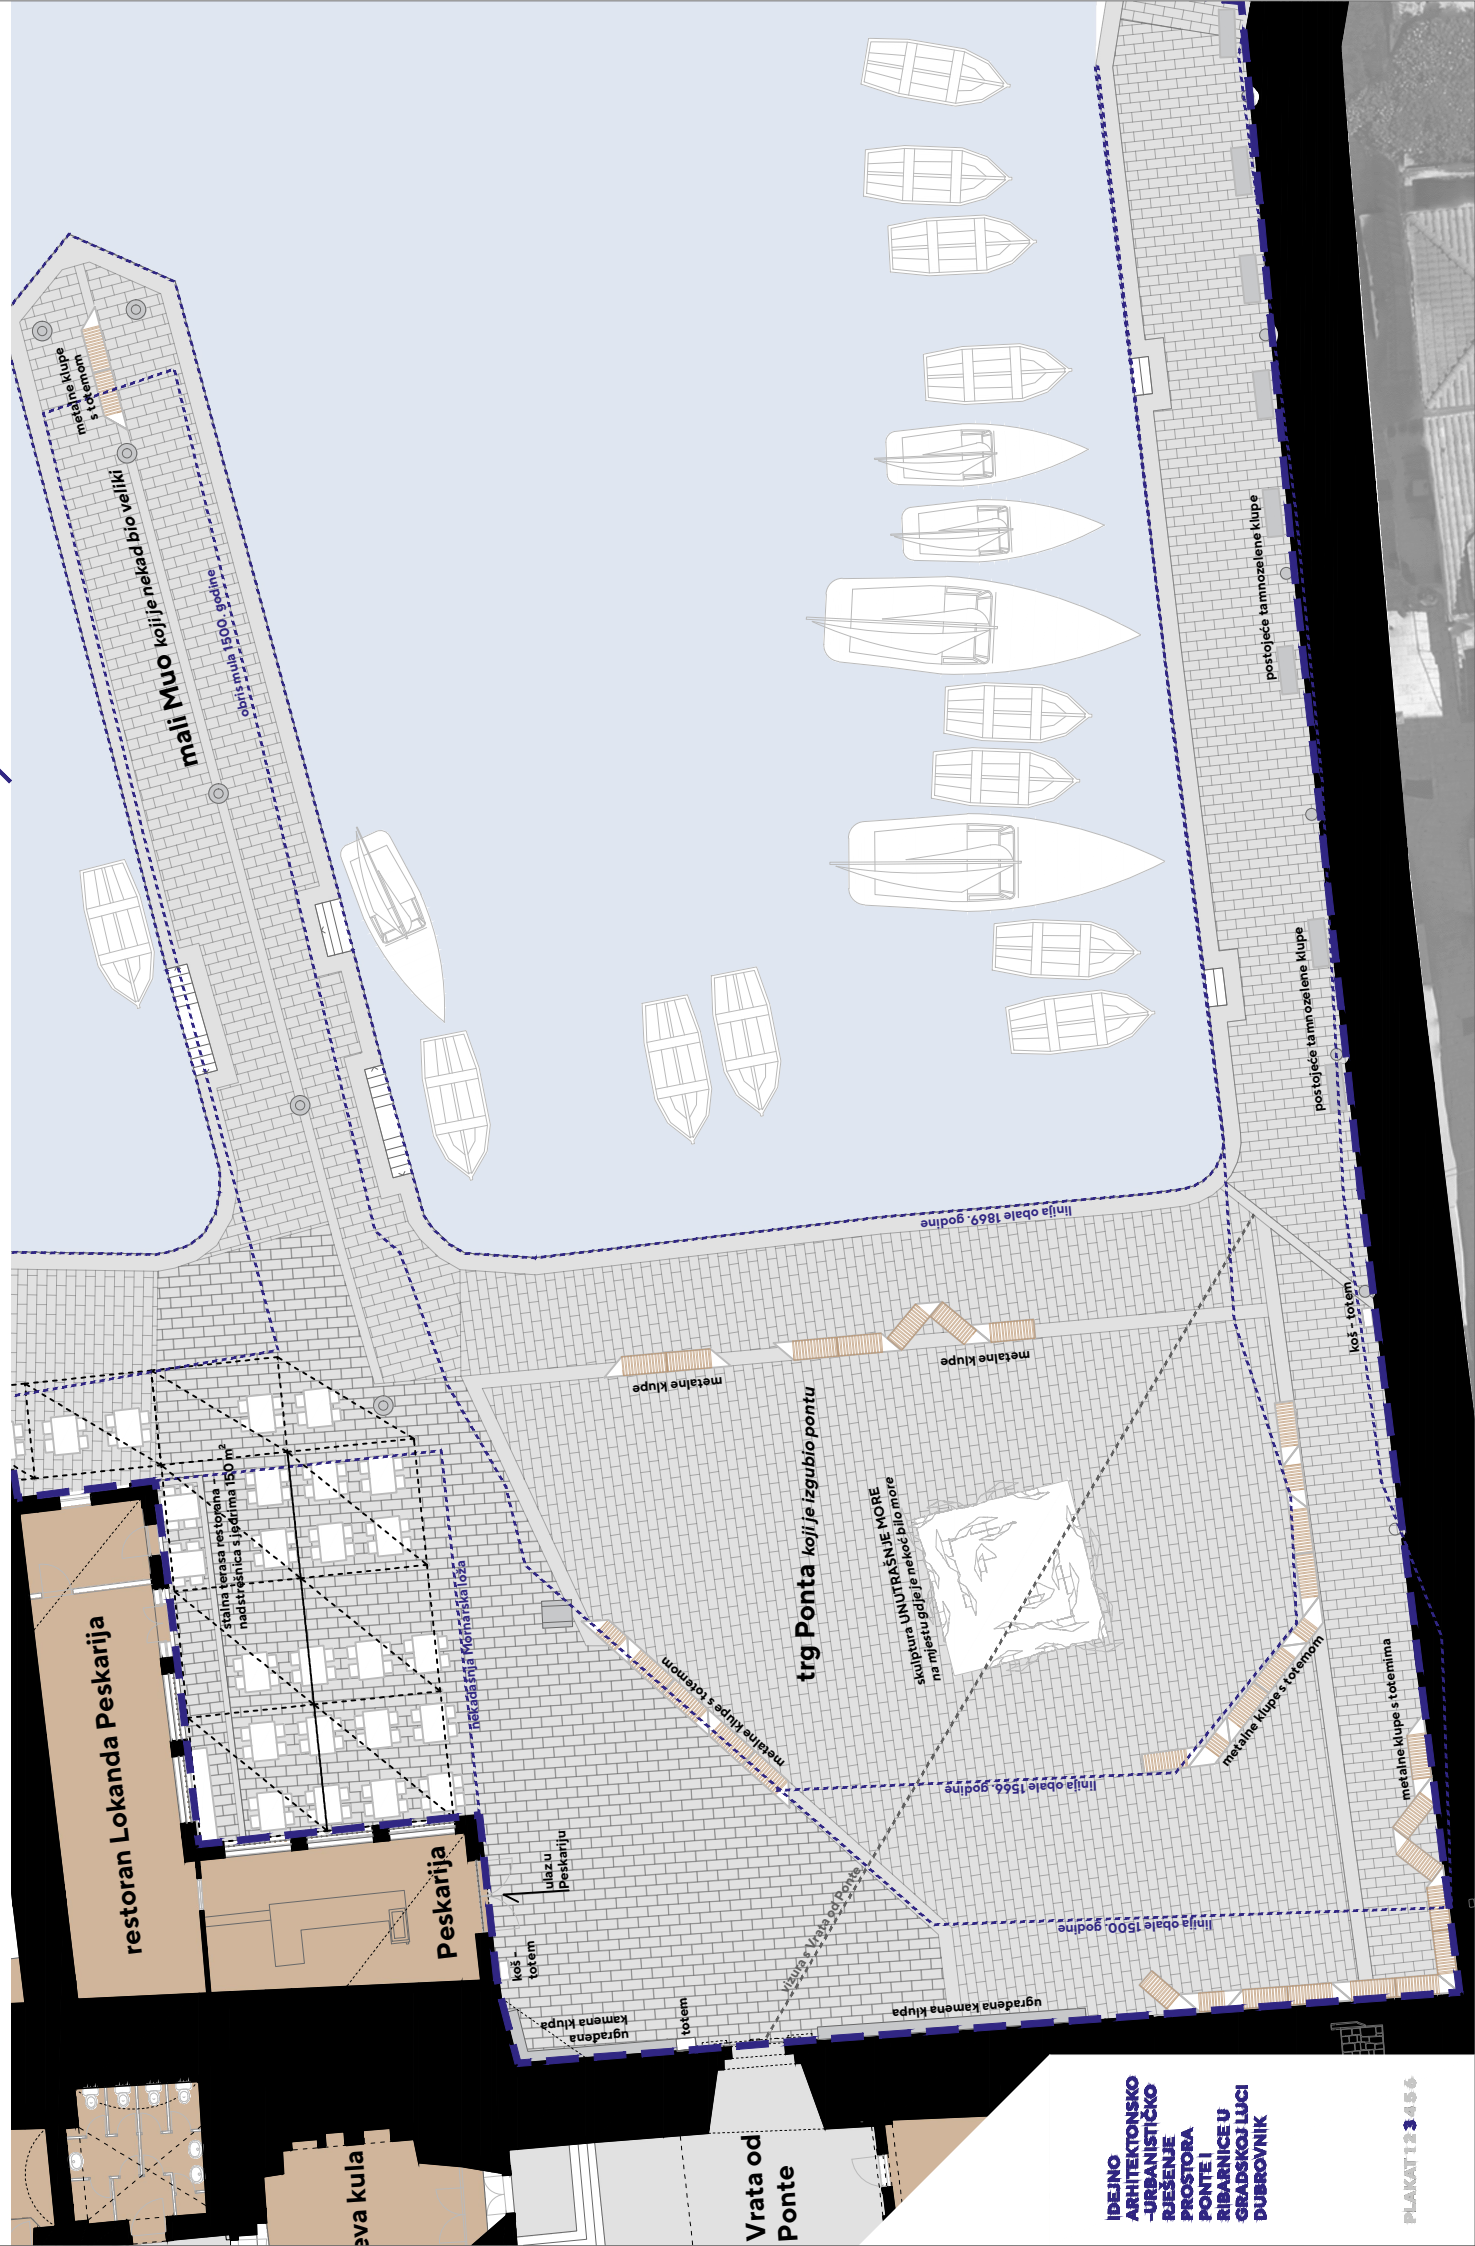 metalne klupe
s totemom
mali Muo koji je nekad bio veliki
obris mula 1500. godine
postojeće tamnozelene klupe
postojeće tamnozelene klupe
linija obale 1869. godine
koš - totem
metalne klupe
metalne klupe
stalna terasa restorana -
nadstrešnica s jedrima 150 m²
restoran Lokanda Peskarija
nekadašnja Mornarska loža
trg Ponta koji je izgubio pontu
skulptura UNUTRAŠNJE MORE
na mjestu gdje je nekoć bilo more
metalne klupe s totemom
metalne klupe s totemom
metalne klupe s totemima
linija obale 1566. godine
linija obale 1500. godine
vizura s Vrata od Ponte
Peskarija
ulaz u
Peskariju
koš -
totem
ugrađena
kamena klupa
totem
ugrađena kamena klupa
eva kula
Vrata od
Ponte
IDEJNO
ARHITEKTONSKO
-URBANISTIČKO
RJEŠENJE
PROSTORA
PONTE I
RIBARNICE U
GRADSKOJ LUCI
DUBROVNIK
PLAKAT 1 2 3 4 5 6